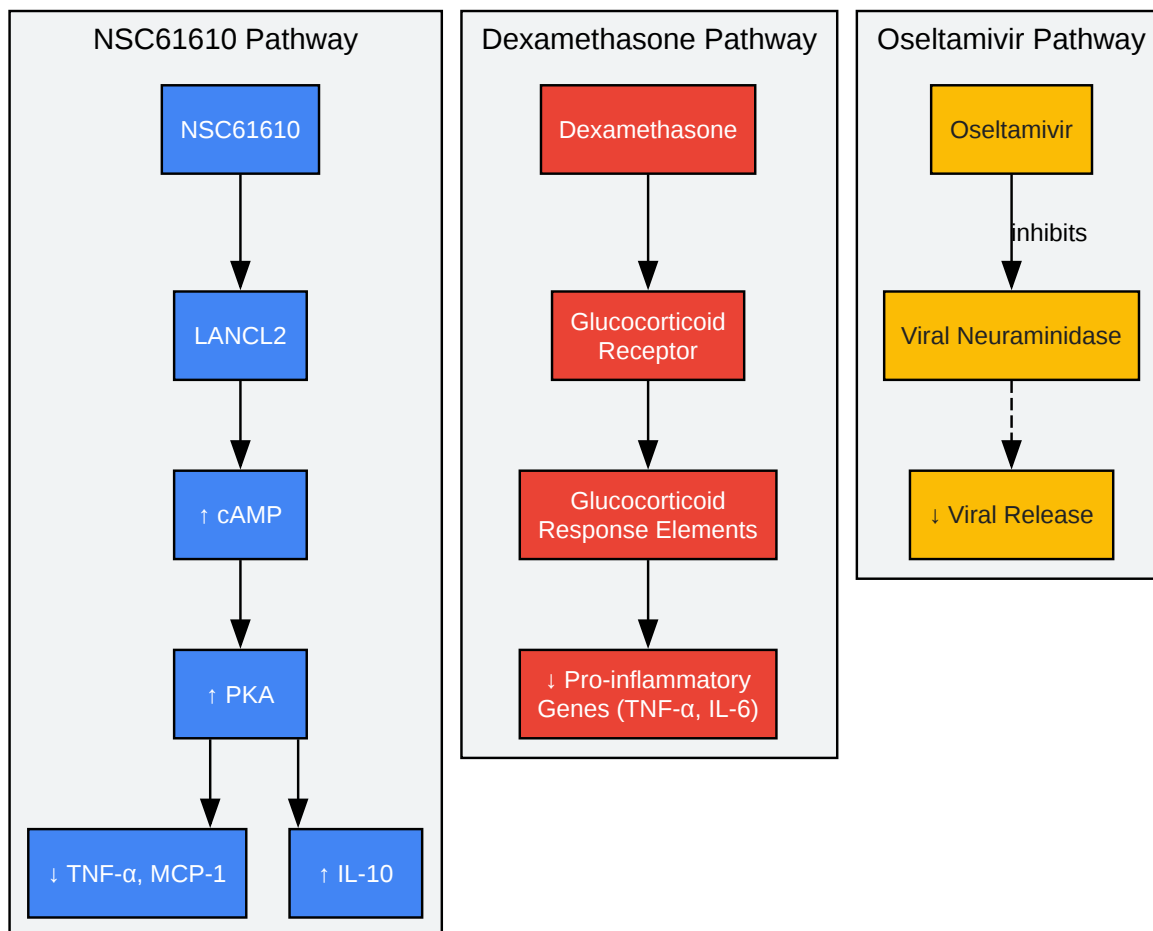 NSC61610 Pathway
NSC61610
LANCL2
↑ cAMP
↑ PKA
↓ TNF-α, MCP-1
↑ IL-10
Dexamethasone Pathway
Dexamethasone
Glucocorticoid
Receptor
Glucocorticoid
Response Elements
↓ Pro-inflammatory
Genes (TNF-α, IL-6)
Oseltamivir Pathway
Oseltamivir
inhibits
Viral Neuraminidase
↓ Viral Release